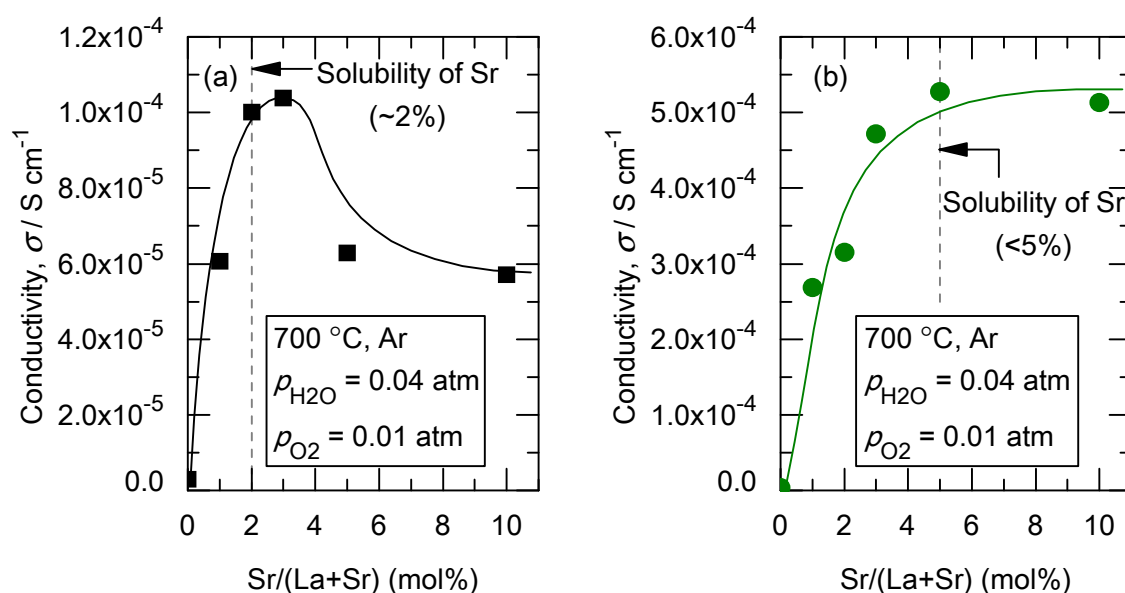 1.2x10⁻⁴
1.0x10⁻⁴
8.0x10⁻⁵
6.0x10⁻⁵
4.0x10⁻⁵
2.0x10⁻⁵
0.0
Conductivity, σ / S cm⁻¹
(a)
Solubility of Sr
(~2%)
700 °C, Ar
pH2O = 0.04 atm
pO2 = 0.01 atm
0 2 4 6 8 10
Sr/(La+Sr) (mol%)
6.0x10⁻⁴
5.0x10⁻⁴
4.0x10⁻⁴
3.0x10⁻⁴
2.0x10⁻⁴
1.0x10⁻⁴
0.0
Conductivity, σ / S cm⁻¹
(b)
Solubility of Sr
(<5%)
700 °C, Ar
pH2O = 0.04 atm
pO2 = 0.01 atm
0 2 4 6 8 10
Sr/(La+Sr) (mol%)